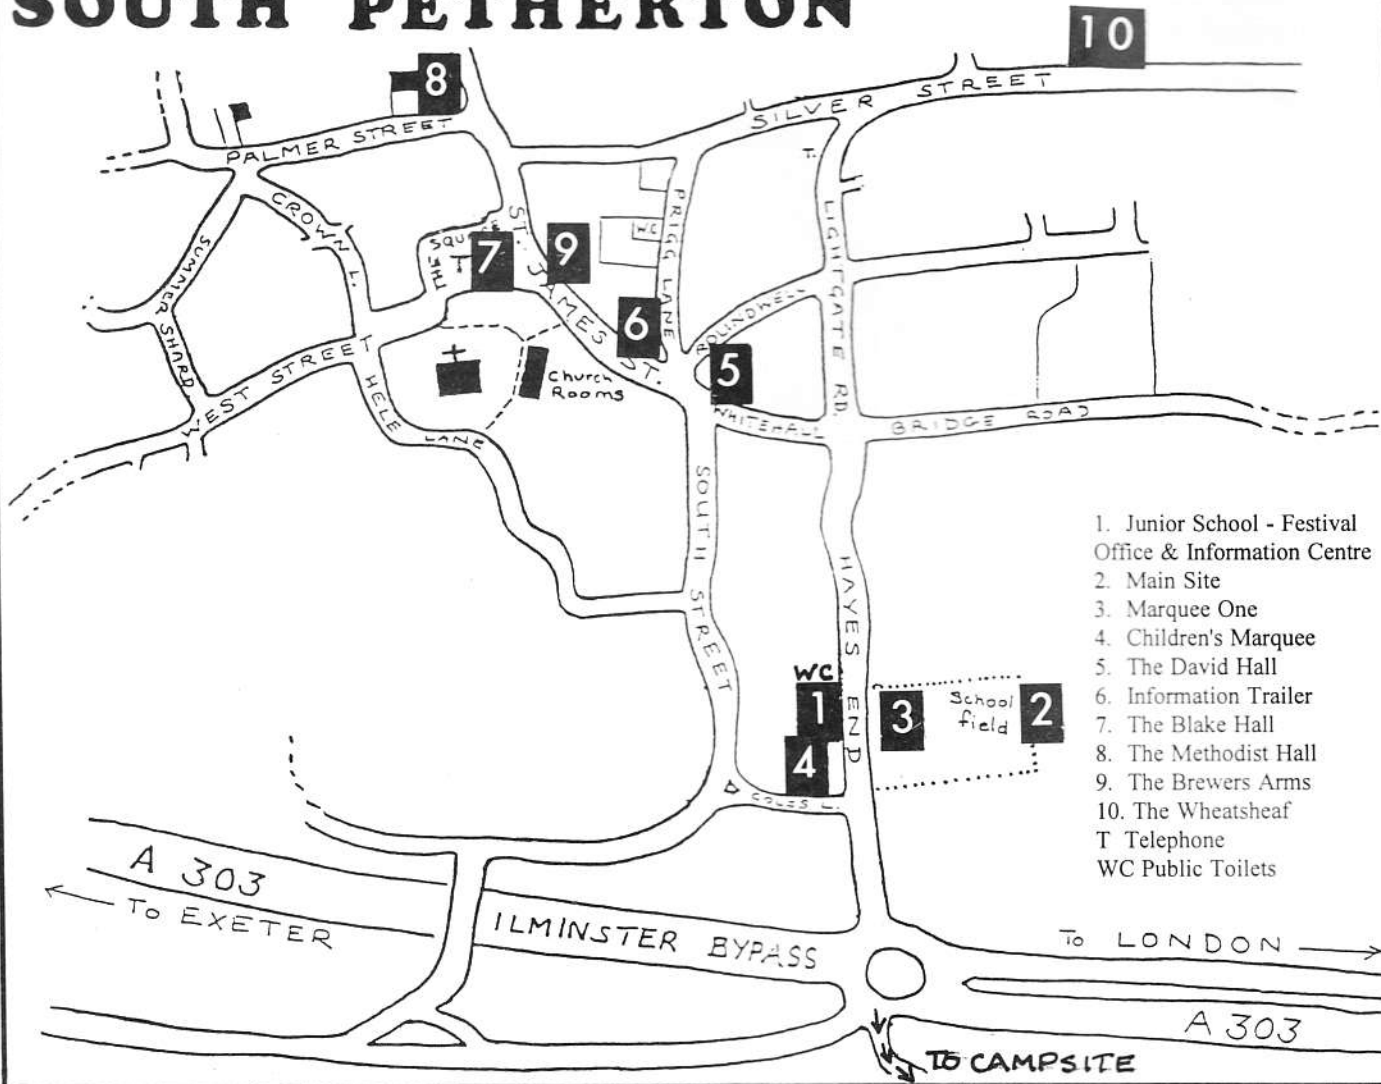 SOUTH PETHERTON
10
8
SILVER STREET
PALMER STREET
T.
CROWN L.
SUMMER SHARD
THE SQUARE
T
7
ST. JAMES ST.
9
W.C
PRIGG LANE
LIGHTGATE RD.
6
ROUNDWELL
5
WEST STREET
HELE LANE
Church
Rooms
WHITEHALL
BRIDGE ROAD
SOUTH STREET
HAYES END
WC
1
3
School
field
2
4
COLES L.
1. Junior School - Festival
Office & Information Centre
2. Main Site
3. Marquee One
4. Children's Marquee
5. The David Hall
6. Information Trailer
7. The Blake Hall
8. The Methodist Hall
9. The Brewers Arms
10. The Wheatsheaf
T Telephone
WC Public Toilets
A 303
TO EXETER
ILMINSTER BYPASS
To LONDON
A 303
TO CAMPSITE